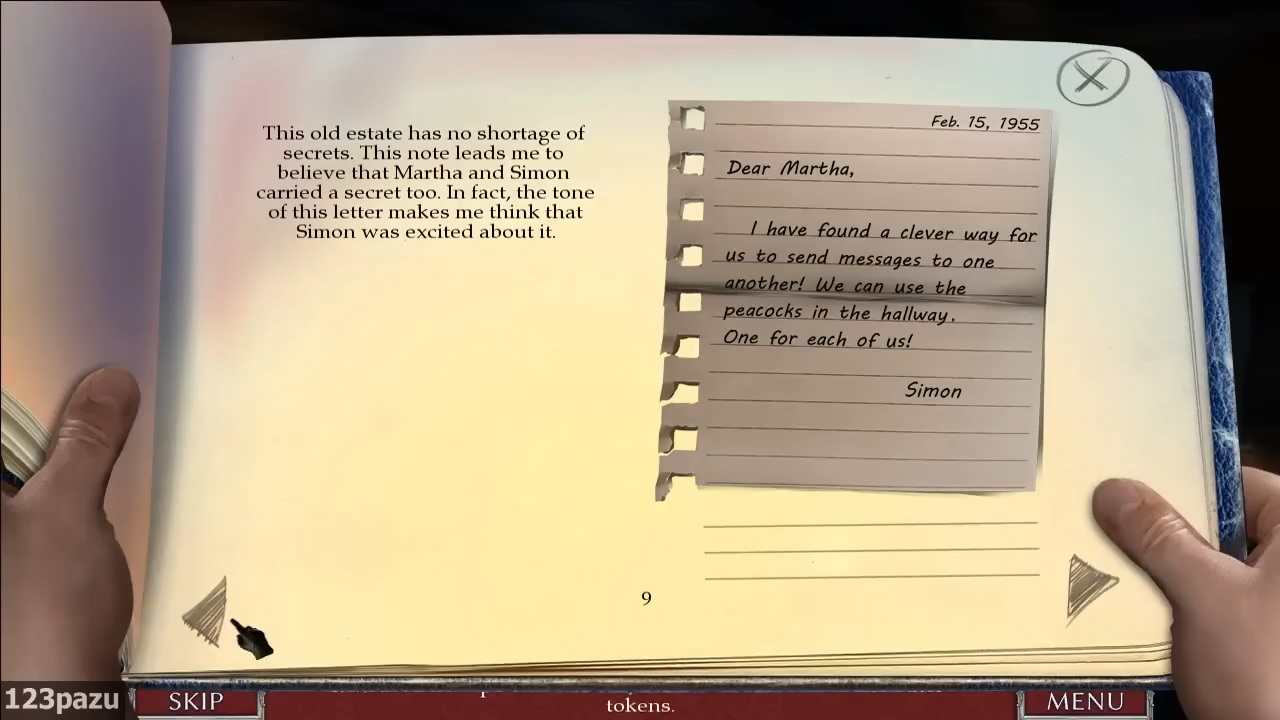 This old estate has no shortage of
secrets. This note leads me to
believe that Martha and Simon
carried a secret too. In fact, the tone
of this letter makes me think that
Simon was excited about it.
Feb. 15, 1955
Dear Martha,
I have found a clever way for
us to send messages to one
another! We can use the
peacocks in the hallway.
One for each of us!
Simon
9
123pazu
SKIP
tokens.
MENU